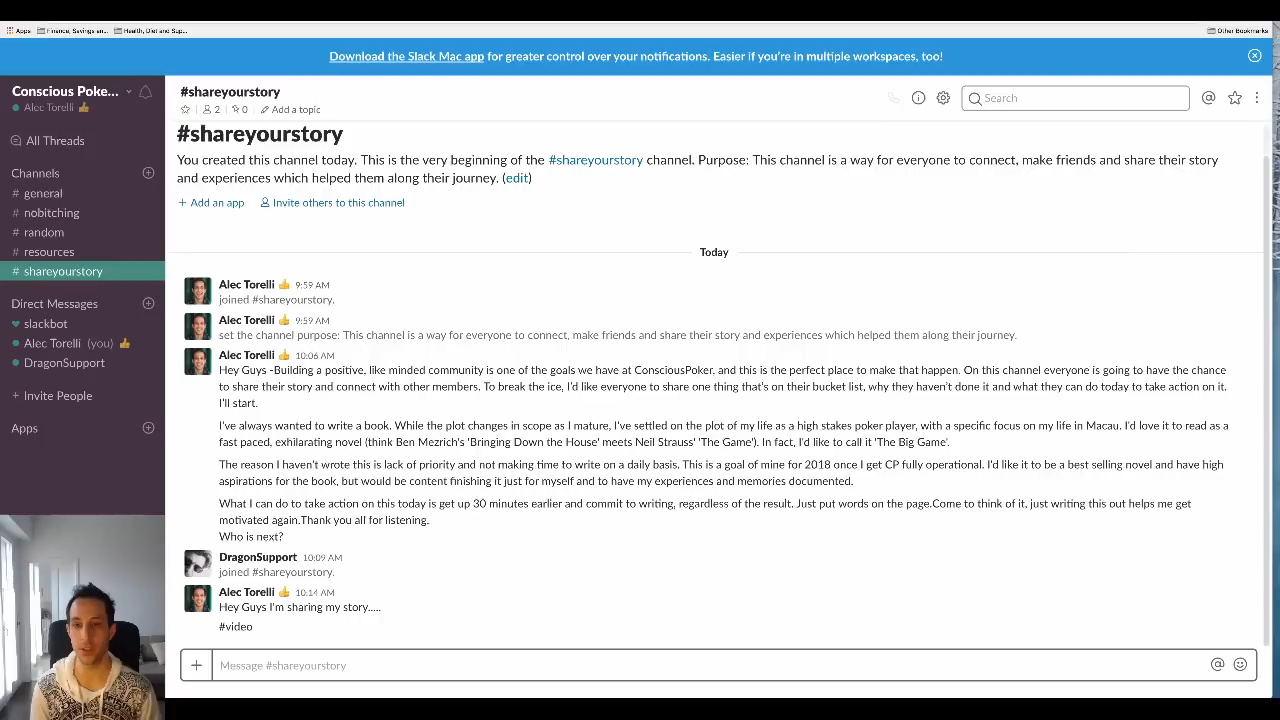 Apps Finance, Savings an... Health, Diet and Sup... Other Bookmarks
Download the Slack Mac app for greater control over your notifications. Easier if you're in multiple workspaces, too!
Conscious Poke...
Alec Torelli
All Threads
Channels
# general
# nobitching
# random
# resources
# shareyourstory
Direct Messages
slackbot
Alec Torelli (you)
DragonSupport
+ Invite People
Apps
#shareyourstory
2 0 Add a topic
Search
#shareyourstory
You created this channel today. This is the very beginning of the #shareyourstory channel. Purpose: This channel is a way for everyone to connect, make friends and share their story
and experiences which helped them along their journey. (edit)
+ Add an app Invite others to this channel
Today
Alec Torelli 9:59 AM
joined #shareyourstory.
Alec Torelli 9:59 AM
set the channel purpose: This channel is a way for everyone to connect, make friends and share their story and experiences which helped them along their journey.
Alec Torelli 10:06 AM
Hey Guys -Building a positive, like minded community is one of the goals we have at ConsciousPoker, and this is the perfect place to make that happen. On this channel everyone is going to have the chance
to share their story and connect with other members. To break the ice, I'd like everyone to share one thing that's on their bucket list, why they haven't done it and what they can do today to take action on it.
I'll start.
I've always wanted to write a book. While the plot changes in scope as I mature, I've settled on the plot of my life as a high stakes poker player, with a specific focus on my life in Macau. I'd love it to read as a
fast paced, exhilarating novel (think Ben Mezrich's 'Bringing Down the House' meets Neil Strauss' 'The Game'). In fact, I'd like to call it 'The Big Game'.
The reason I haven't wrote this is lack of priority and not making time to write on a daily basis. This is a goal of mine for 2018 once I get CP fully operational. I'd like it to be a best selling novel and have high
aspirations for the book, but would be content finishing it just for myself and to have my experiences and memories documented.
What I can do to take action on this today is get up 30 minutes earlier and commit to writing, regardless of the result. Just put words on the page.Come to think of it, just writing this out helps me get
motivated again.Thank you all for listening.
Who is next?
DragonSupport 10:09 AM
joined #shareyourstory.
Alec Torelli 10:14 AM
Hey Guys I'm sharing my story.....
#video
Message #shareyourstory